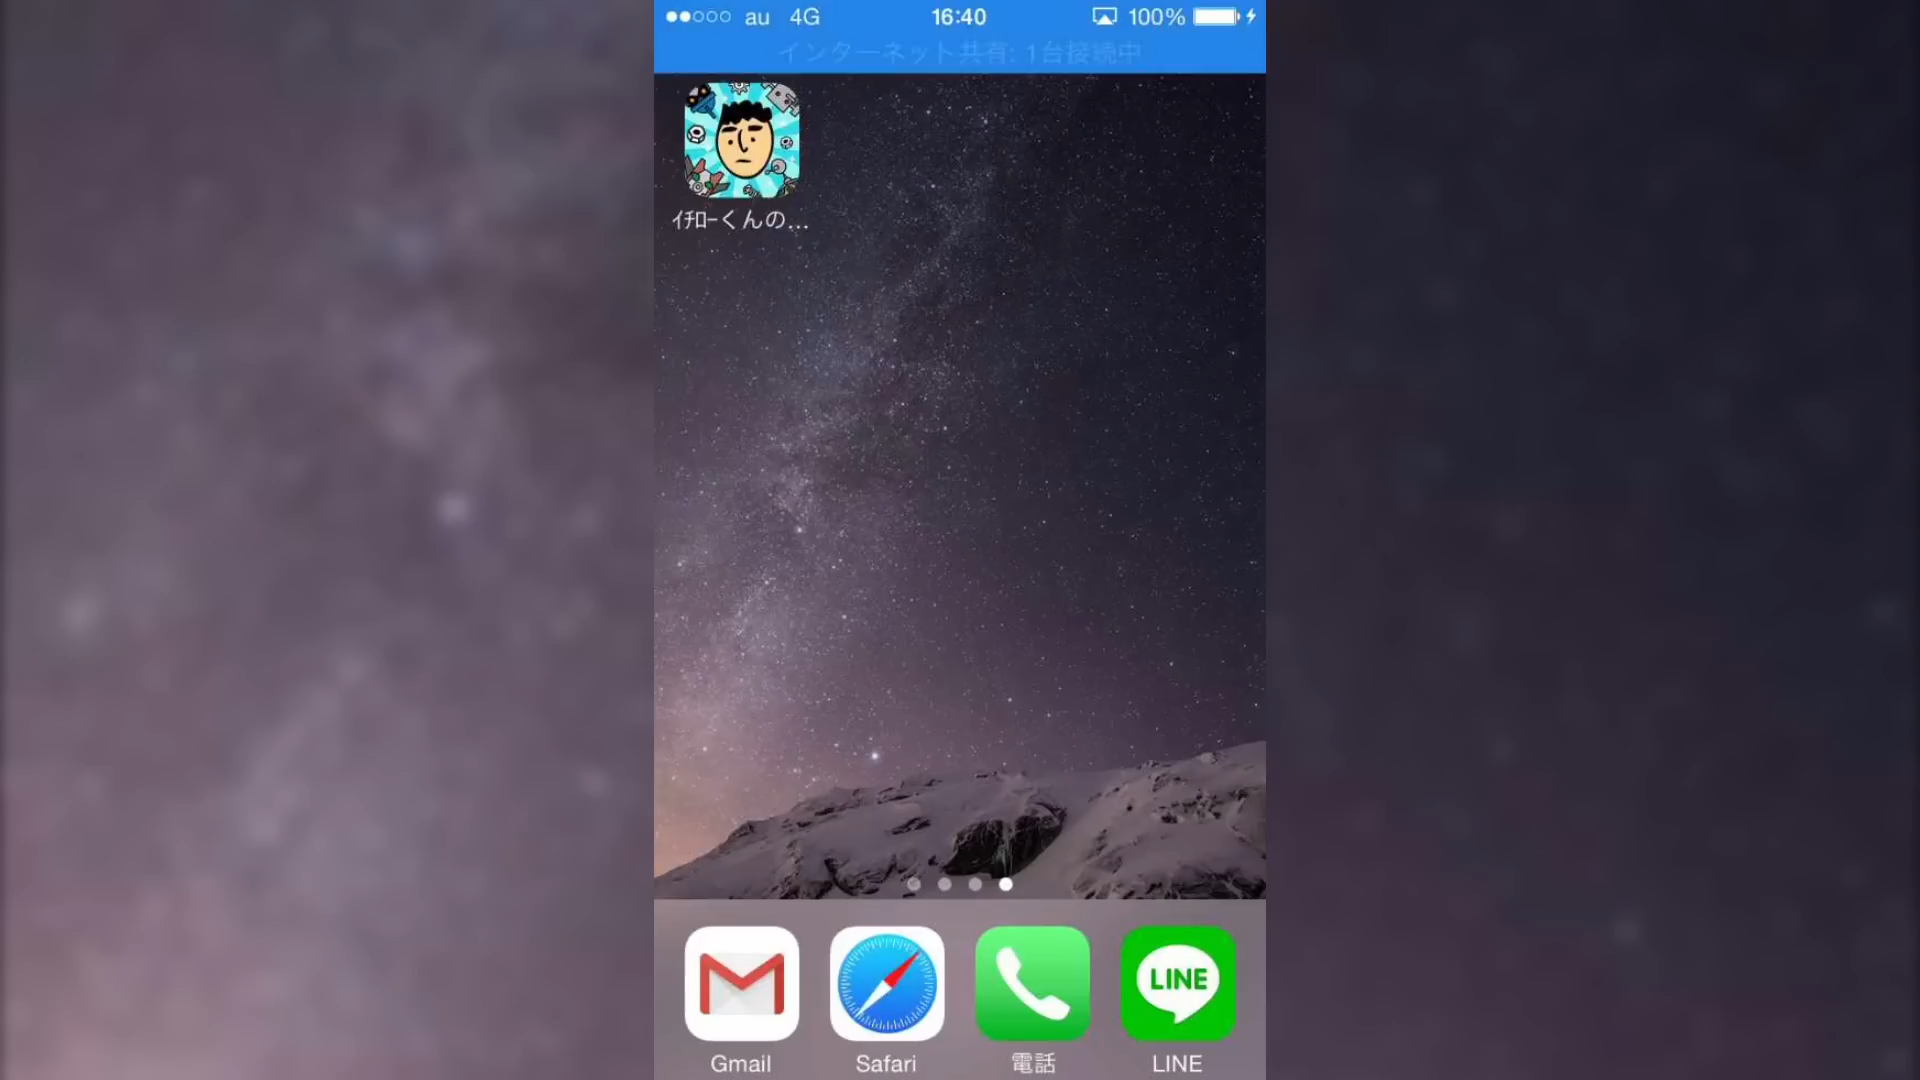 au 4G 16:40 100%
インターネット共有: 1台接続中
ｲﾁﾛｰくんの...
LINE
Gmail Safari 電話 LINE